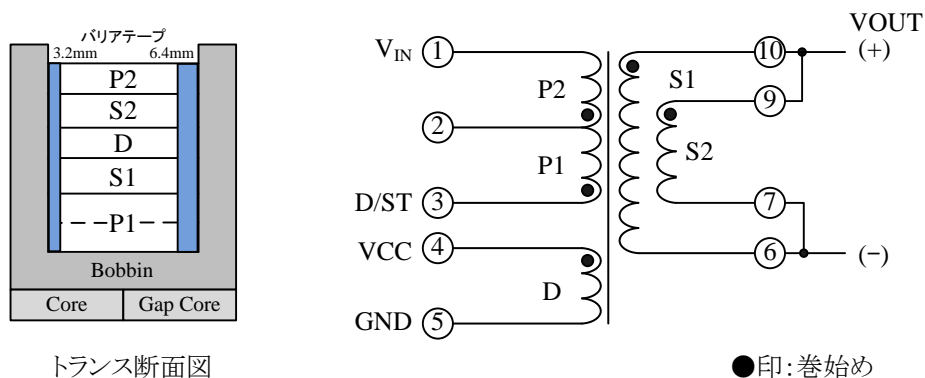 バリアテープ
3.2mm 6.4mm
P2
S2
D
S1
P1
Bobbin
Core Gap Core
トランス断面図
VIN 1
2
D/ST 3
VCC 4
GND 5
P2
P1
D
S1
S2
10
9
7
6
VOUT
(+)
(−)
●印:巻始め